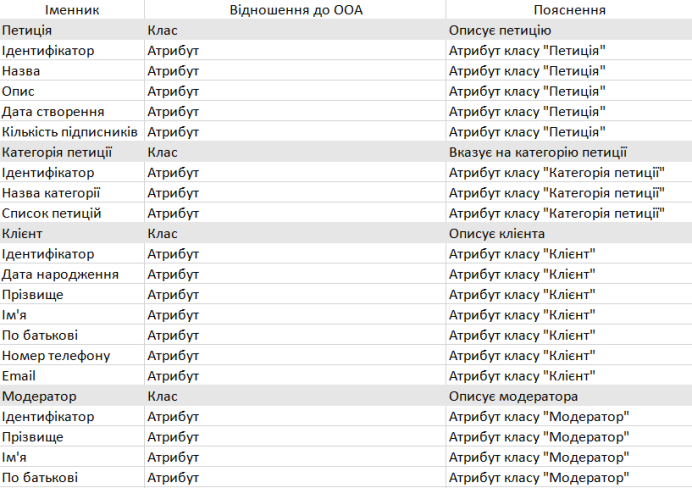 Іменник Відношення до ООА Пояснення
Петиція Клас Описує петицію
Ідентифікатор Атрибут Атрибут класу "Петиція"
Назва Атрибут Атрибут класу "Петиція"
Опис Атрибут Атрибут класу "Петиція"
Дата створення Атрибут Атрибут класу "Петиція"
Кількість підписників Атрибут Атрибут класу "Петиція"
Категорія петиції Клас Вказує на категорію петиції
Ідентифікатор Атрибут Атрибут класу "Категорія петиції"
Назва категорії Атрибут Атрибут класу "Категорія петиції"
Список петицій Атрибут Атрибут класу "Категорія петиції"
Клієнт Клас Описує клієнта
Ідентифікатор Атрибут Атрибут класу "Клієнт"
Дата народження Атрибут Атрибут класу "Клієнт"
Прізвище Атрибут Атрибут класу "Клієнт"
Ім'я Атрибут Атрибут класу "Клієнт"
По батькові Атрибут Атрибут класу "Клієнт"
Номер телефону Атрибут Атрибут класу "Клієнт"
Email Атрибут Атрибут класу "Клієнт"
Модератор Клас Описує модератора
Ідентифікатор Атрибут Атрибут класу "Модератор"
Прізвище Атрибут Атрибут класу "Модератор"
Ім'я Атрибут Атрибут класу "Модератор"
По батькові Атрибут Атрибут класу "Модератор"